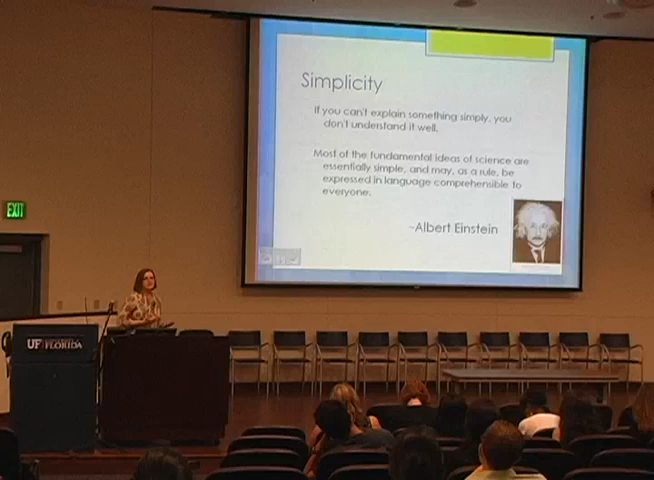 Simplicity
If you can't explain something simply, you
don't understand it well.
Most of the fundamental ideas of science are
essentially simple, and may, as a rule, be
expressed in language comprehensible to
everyone.
~Albert Einstein
EXIT
UF
FLORIDA